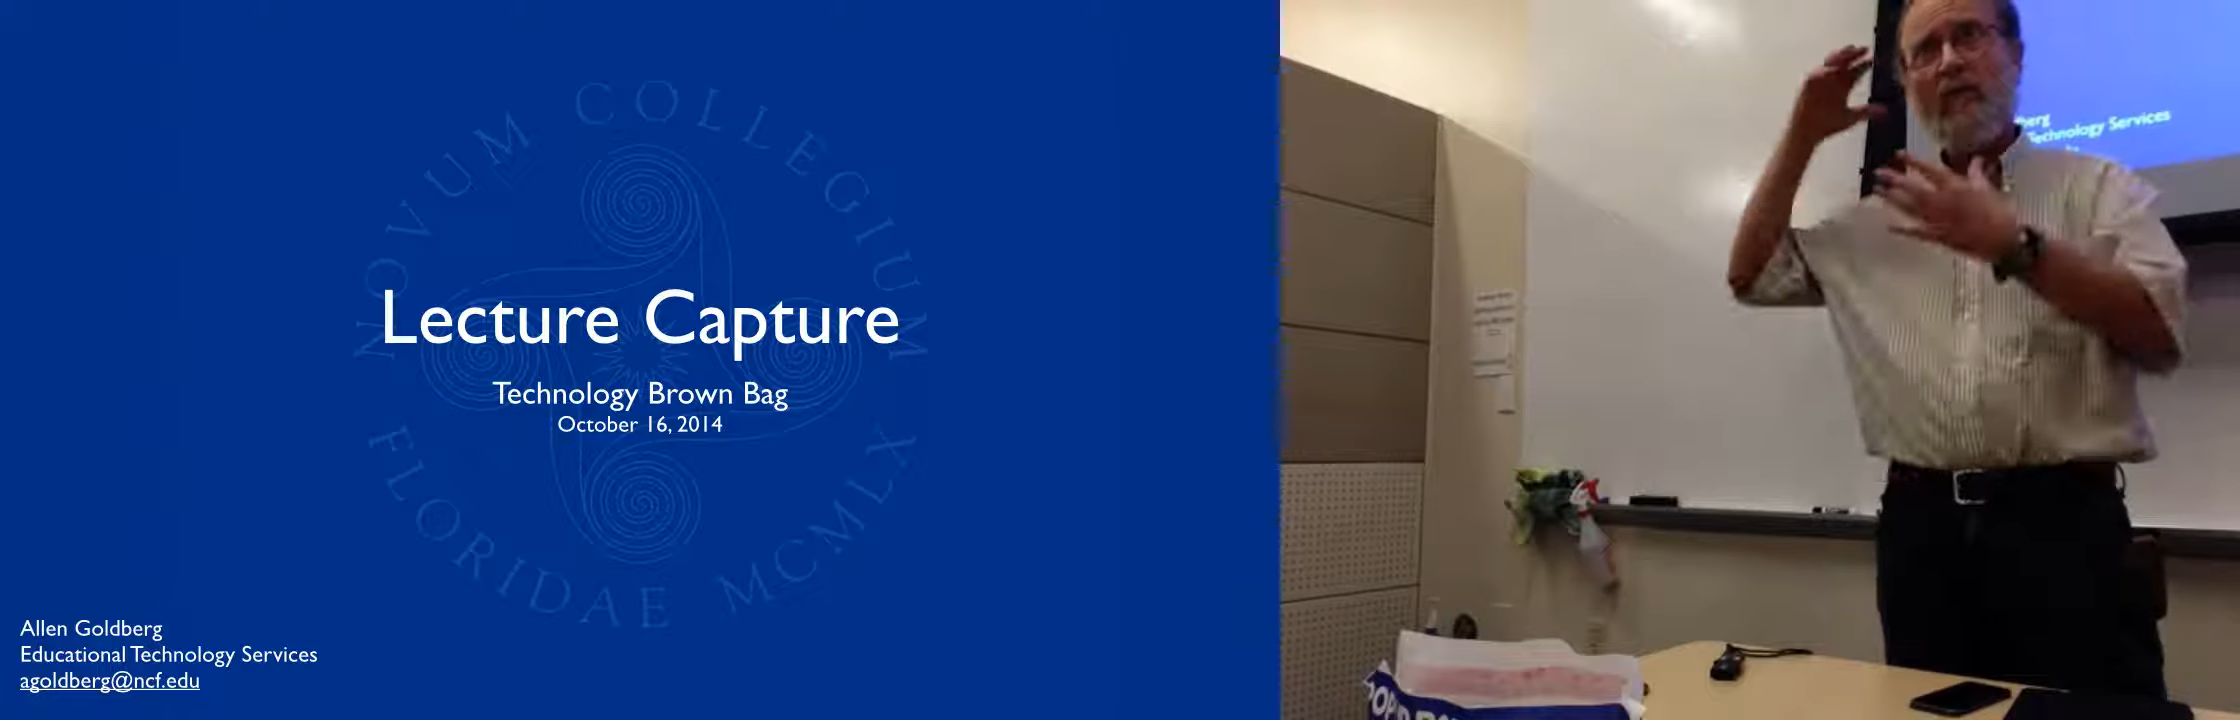 NOVUM COLLEGIUM
FLORIDAE MCMLX
Lecture Capture
Technology Brown Bag
October 16, 2014
Allen Goldberg
Educational Technology Services
agoldberg@ncf.edu
berg
Technology Services